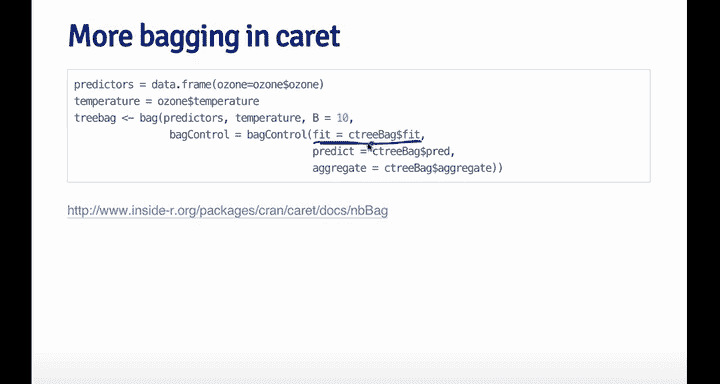 More bagging in caret
predictors = data.frame(ozone=ozone$ozone)
temperature = ozone$temperature
treebag <- bag(predictors, temperature, B = 10,
bagControl = bagControl(fit = ctreeBag$fit,
predict = ctreeBag$pred,
aggregate = ctreeBag$aggregate))
http://www.inside-r.org/packages/cran/caret/docs/nbBag